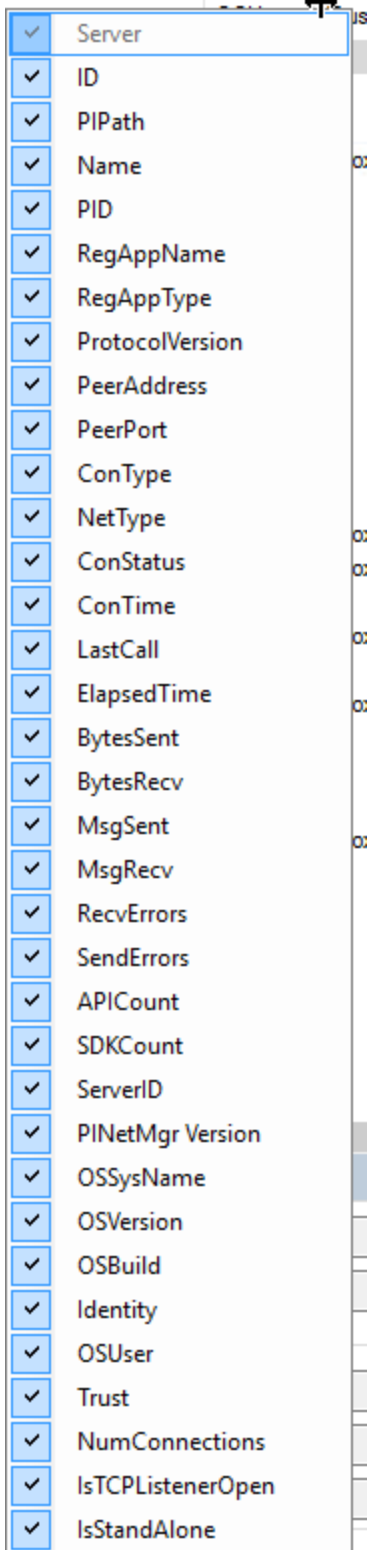 Server
ID
PIPath
Name
PID
RegAppName
RegAppType
ProtocolVersion
PeerAddress
PeerPort
ConType
NetType
ConStatus
ConTime
LastCall
ElapsedTime
BytesSent
BytesRecv
MsgSent
MsgRecv
RecvErrors
SendErrors
APICount
SDKCount
ServerID
PINetMgr Version
OSSysName
OSVersion
OSBuild
Identity
OSUser
Trust
NumConnections
IsTCPListenerOpen
IsStandAlone